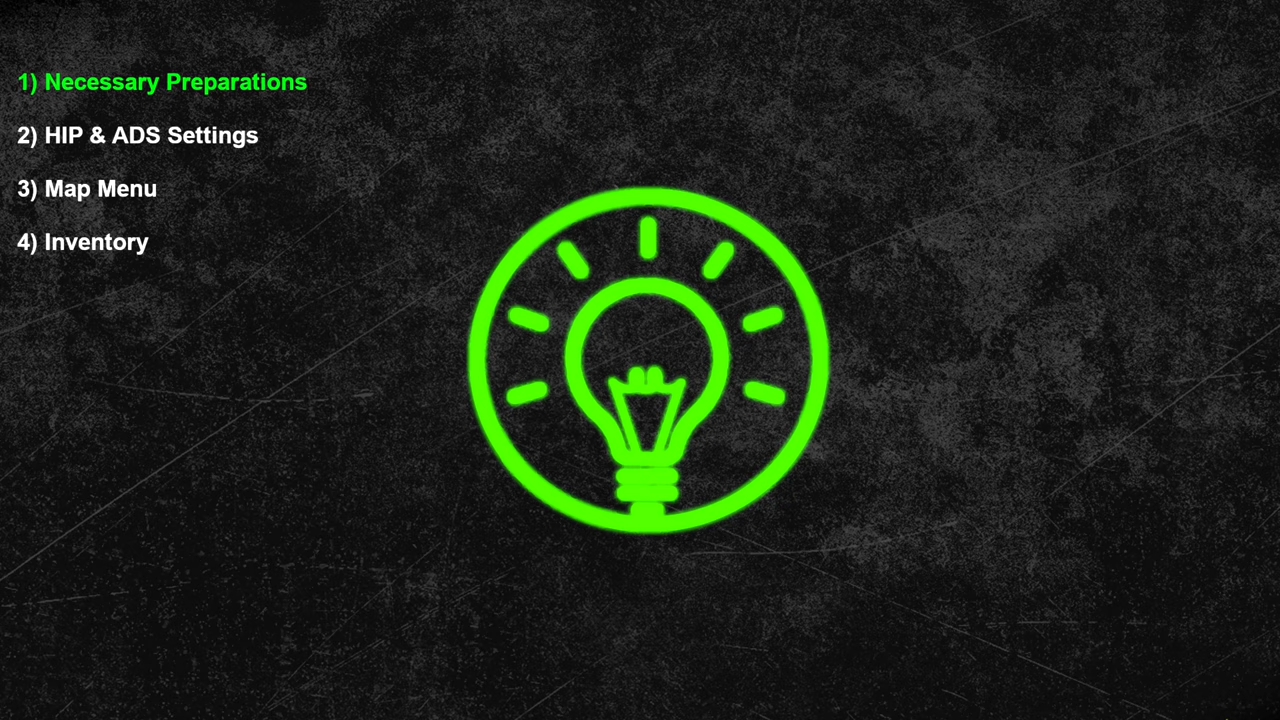 1) Necessary Preparations
2) HIP & ADS Settings
3) Map Menu
4) Inventory